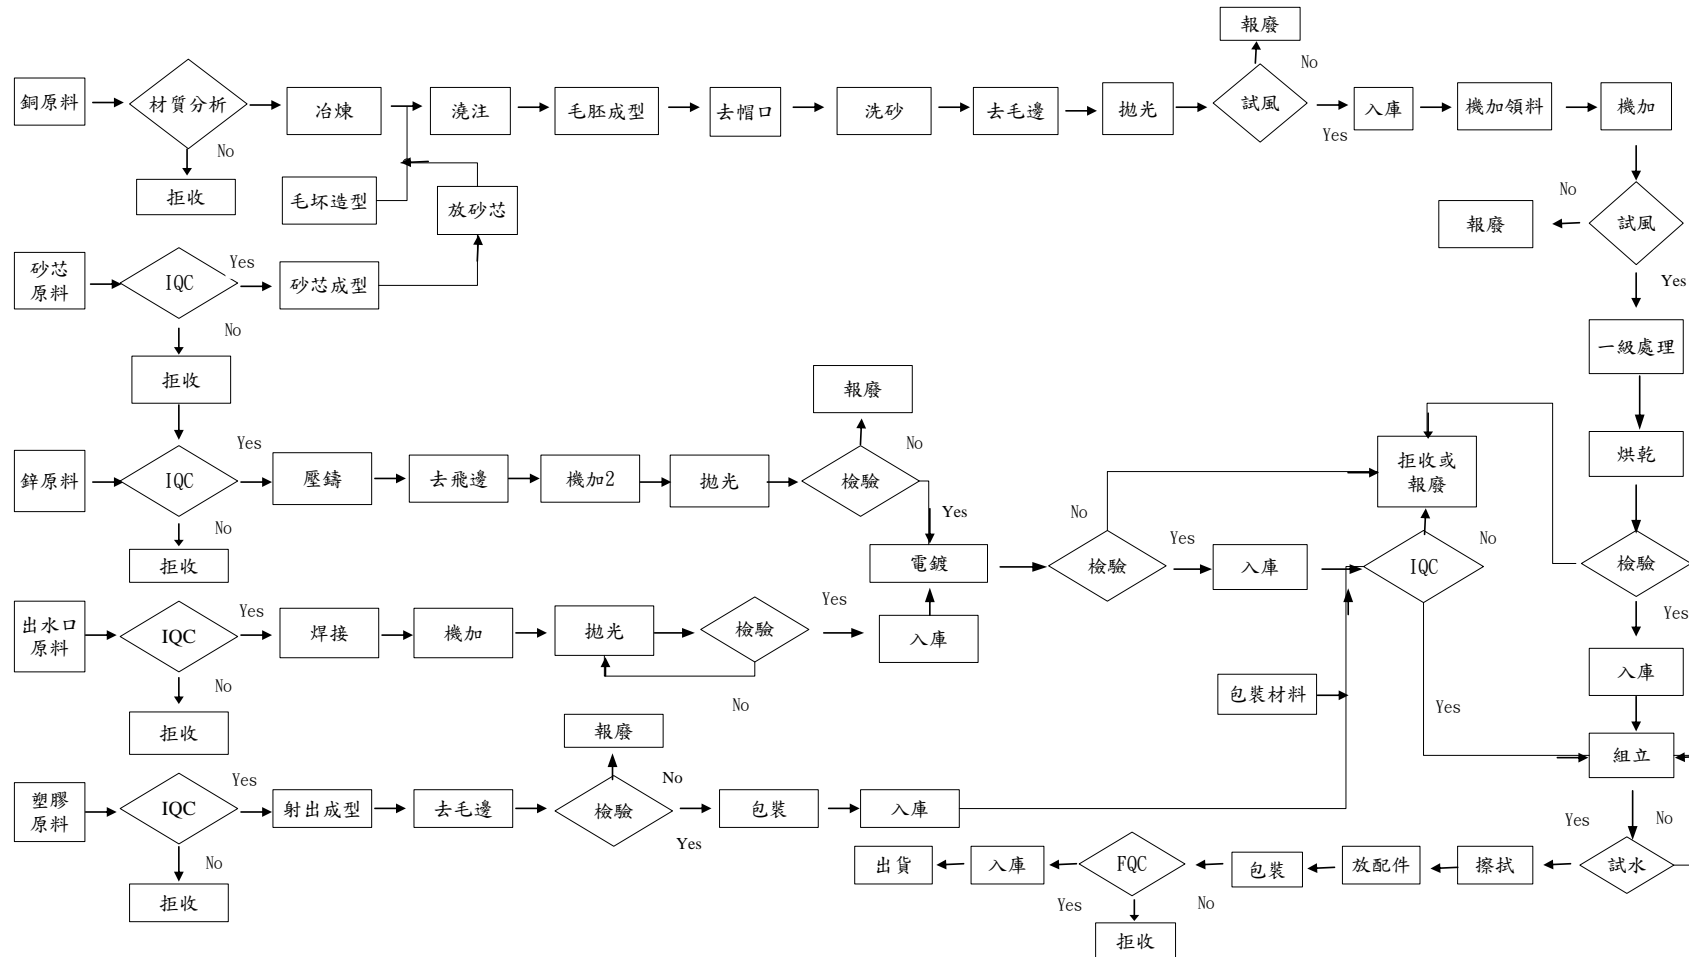 報廢
No
銅原料
材質分析
冶煉
澆注
毛胚成型
去帽口
洗砂
去毛邊
拋光
試風
入庫
機加領料
機加
Yes
No
拒收
毛坏造型
放砂芯
No
報廢
試風
砂芯
原料
IQC
Yes
砂芯成型
Yes
No
拒收
一級處理
報廢
鋅原料
IQC
Yes
壓鑄
去飛邊
機加2
拋光
檢驗
No
拒收或
報廢
烘乾
No
拒收
Yes
電鍍
No
檢驗
Yes
入庫
IQC
No
檢驗
出水口
原料
IQC
Yes
焊接
機加
拋光
檢驗
Yes
入庫
Yes
No
拒收
No
包裝材料
Yes
入庫
報廢
組立
塑膠
原料
IQC
Yes
射出成型
去毛邊
檢驗
No
Yes
包裝
入庫
Yes
No
No
拒收
出貨
入庫
FQC
包裝
放配件
擦拭
試水
Yes
No
拒收